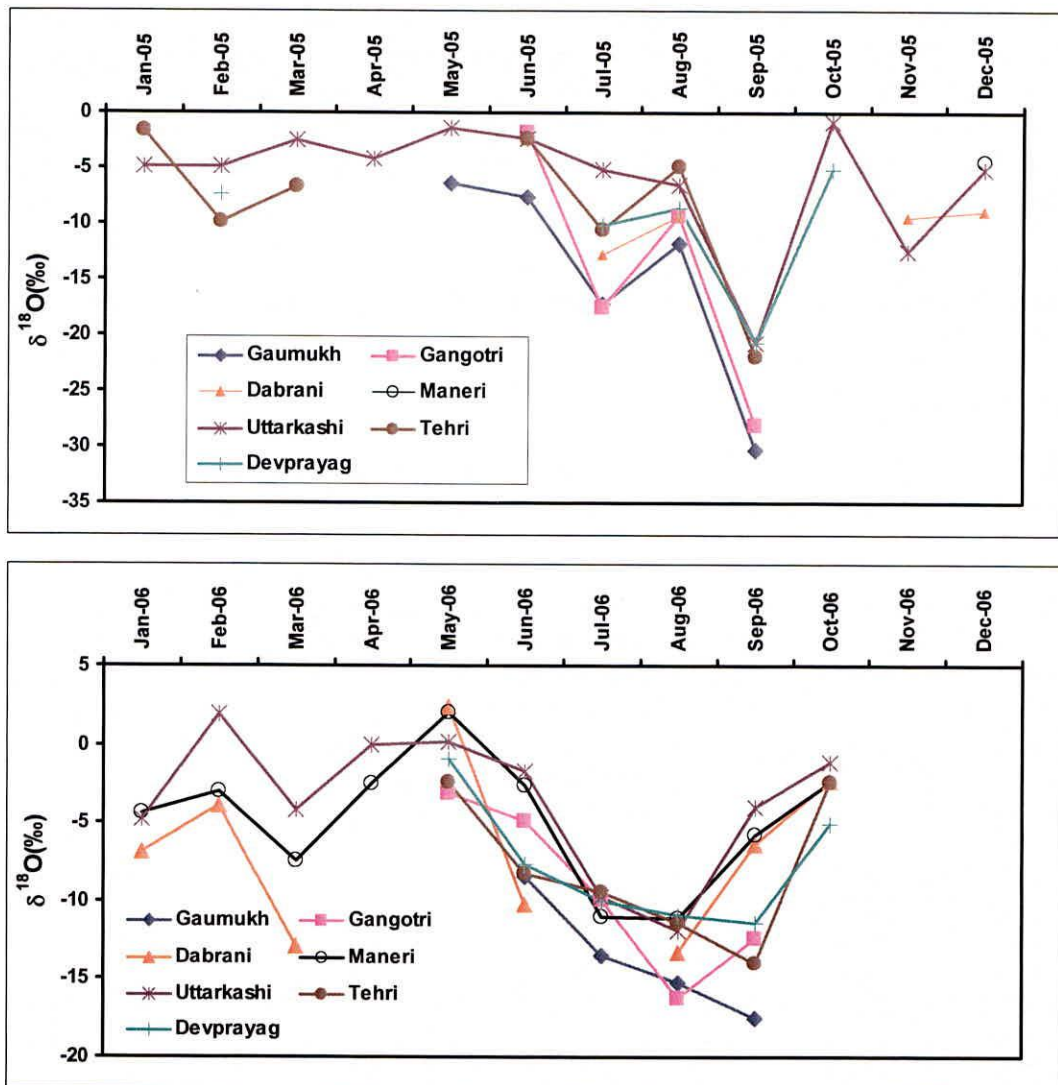 Jan-05 Feb-05 Mar-05 Apr-05 May-05 Jun-05 Jul-05 Aug-05 Sep-05 Oct-05 Nov-05 Dec-05
0
-5
-10
-15
-20
-25
-30
-35
δ 18O(‰)
Gaumukh Gangotri
Dabrani Maneri
Uttarkashi Tehri
Devprayag
Jan-06 Feb-06 Mar-06 Apr-06 May-06 Jun-06 Jul-06 Aug-06 Sep-06 Oct-06 Nov-06 Dec-06
5
0
-5
-10
-15
-20
δ 18O(‰)
Gaumukh Gangotri
Dabrani Maneri
Uttarkashi Tehri
Devprayag